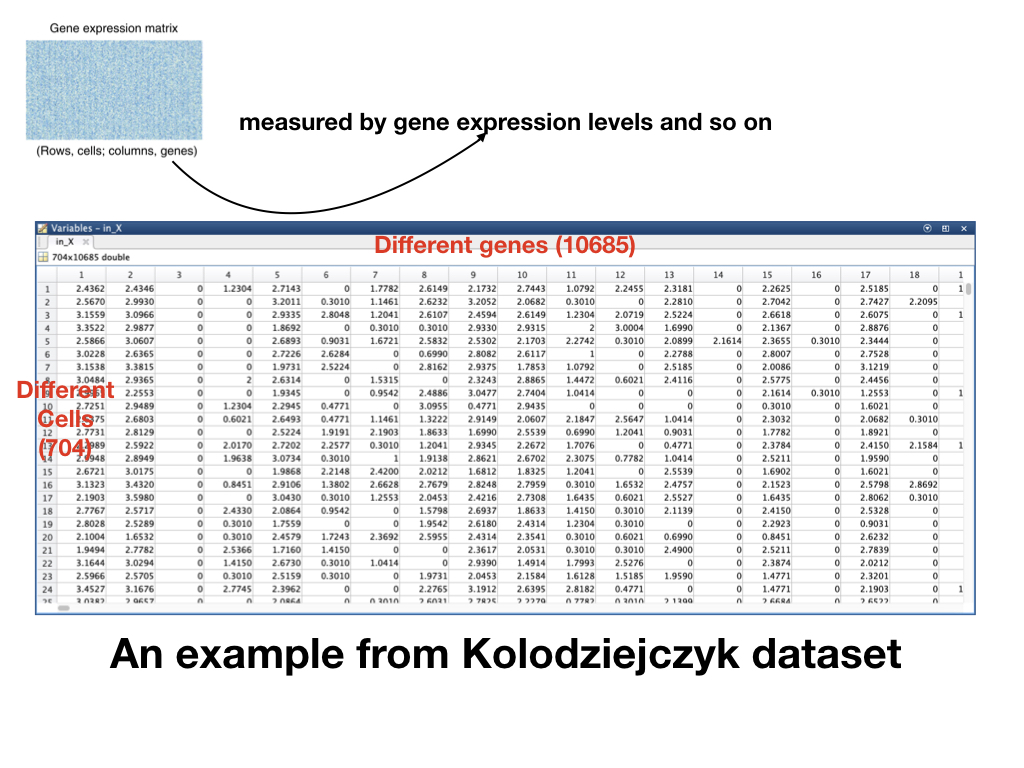 Gene expression matrix
(Rows, cells; columns, genes)
measured by gene expression levels and so on
Variables – in_X
in_X
Different genes (10685)
704x10685 double
1 2 3 4 5 6 7 8 9 10 11 12 13 14 15 16 17 18 1
1 2.4362 2.4346 0 1.2304 2.7143 0 1.7782 2.6149 2.1732 2.7443 1.0792 2.2455 2.3181 0 2.2625 0 2.5185 0 1
2 2.5670 2.9930 0 0 3.2011 0.3010 1.1461 2.6232 3.2052 2.0682 0.3010 0 2.2810 0 2.7042 0 2.7427 2.2095
3 3.1559 3.0966 0 0 2.9335 2.8048 1.2041 2.6107 2.4594 2.6149 1.2304 2.0719 2.5224 0 2.6618 0 2.6075 0 1
4 3.3522 2.9877 0 0 1.8692 0 0.3010 0.3010 2.9330 2.9315 2 3.0004 1.6990 0 2.1367 0 2.8876 0
5 2.5866 3.0607 0 0 2.6893 0.9031 1.6721 2.5832 2.5302 2.1703 2.2742 0.3010 2.0899 2.1614 2.3655 0.3010 2.3444 0
6 3.0228 2.6365 0 0 2.7226 2.6284 0 0.6990 2.8082 2.6117 1 0 2.2788 0 2.8007 0 2.7528 0
7 3.1538 3.3815 0 0 1.9731 2.5224 0 2.8162 2.9375 1.7853 1.0792 0 2.5185 0 2.0086 0 3.1219 0
8 3.0484 2.9365 0 2 2.6314 0 1.5315 0 2.3243 2.8865 1.4472 0.6021 2.4116 0 2.5775 0 2.4456 0
Different
9 2.2553 0 0 1.9345 0 0.9542 2.4886 3.0477 2.7404 1.0414 0 0 0 2.1614 0.3010 1.2553 0 1
10 2.7251 2.9489 0 1.2304 2.2945 0.4771 0 3.0955 0.4771 2.9435 0 0 0 0 0.3010 0 1.6021 0
Cells
2.6803 0 0.6021 2.6493 0.4771 1.1461 1.3222 2.9149 2.0607 2.1847 2.5647 1.0414 0 2.3032 0 2.0682 0.3010
12 2.7731 2.8129 0 0 2.5224 1.9191 2.1903 1.8633 1.6990 2.5539 0.6990 1.2041 0.9031 0 1.7782 0 1.8921 0
(704)
2.5922 0 2.0170 2.7202 2.2577 0.3010 1.2041 2.9345 2.2672 1.7076 0 0.4771 0 2.3784 0 2.4150 2.1584 1
14 2.8949 0 1.9638 3.0734 0.3010 1 1.9138 2.8621 2.6702 2.3075 0.7782 1.0414 0 2.5211 0 1.9590 0
15 2.6721 3.0175 0 0 1.9868 2.2148 2.4200 2.0212 1.6812 1.8325 1.2041 0 2.5539 0 1.6902 0 1.6021 0
16 3.1323 3.4320 0 0.8451 2.9106 1.3802 2.6628 2.7679 2.8248 2.7959 0.3010 1.6532 2.4757 0 2.1523 0 2.5798 2.8692
17 2.1903 3.5980 0 0 3.0430 0.3010 1.2553 2.0453 2.4216 2.7308 1.6435 0.6021 2.5527 0 1.6435 0 2.8062 0.3010
18 2.7767 2.5717 0 2.4330 2.0864 0.9542 0 1.5798 2.6937 1.8633 1.4150 0.3010 2.1139 0 2.4150 0 2.5328 0
19 2.8028 2.5289 0 0.3010 1.7559 0 0 1.9542 2.6180 2.4314 1.2304 0.3010 0 0 2.2923 0 0.9031 0
20 2.1004 1.6532 0 0.3010 2.4579 1.7243 2.3692 2.5955 2.4314 2.3541 0.3010 0.6021 0.6990 0 0.8451 0 2.6232 0
21 1.9494 2.7782 0 2.5366 1.7160 1.4150 0 0 2.3617 2.0531 0.3010 0.3010 2.4900 0 2.5211 0 2.7839 0
22 3.1644 3.0294 0 1.4150 2.6730 0.3010 1.0414 0 2.9390 1.4914 1.7993 2.5276 0 0 2.3874 0 2.0212 0
23 2.5966 2.5705 0 0.3010 2.5159 0.3010 0 1.9731 2.0453 2.1584 1.6128 1.5185 1.9590 0 1.4771 0 2.3201 0
24 3.4527 3.1676 0 2.7745 2.3962 0 0 2.2765 3.1912 2.6395 2.8182 0.4771 0 0 1.4771 0 2.1903 0 1
An example from Kolodziejczyk dataset